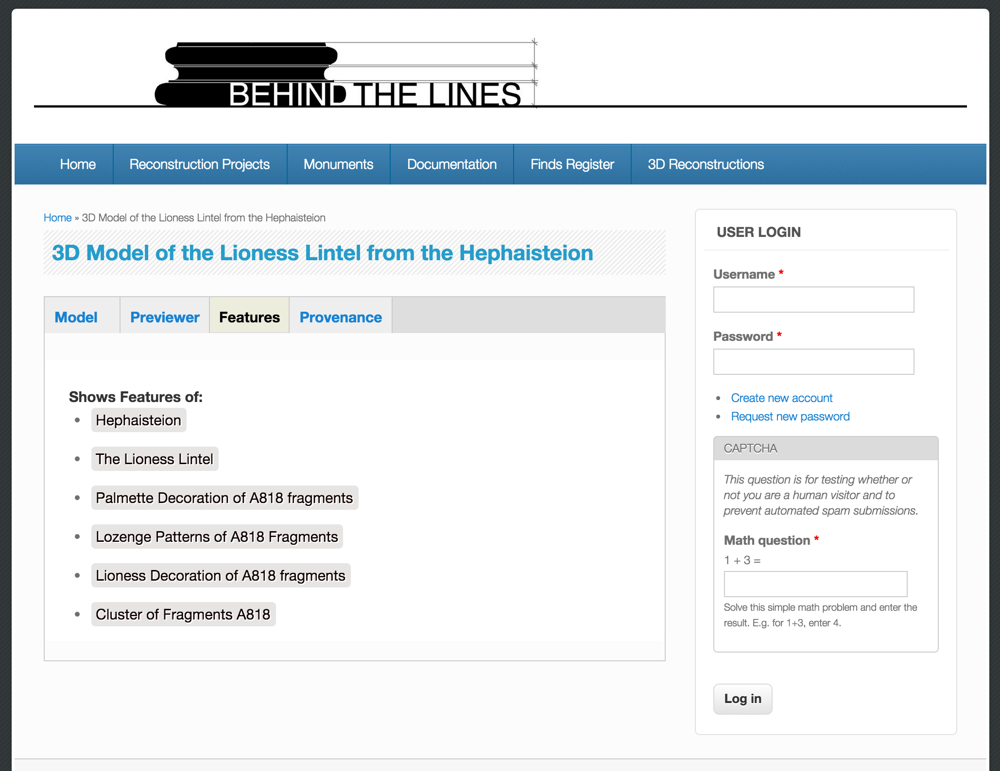 BEHIND THE LINES
Home
Reconstruction Projects
Monuments
Documentation
Finds Register
3D Reconstructions
Home » 3D Model of the Lioness Lintel from the Hephaisteion
3D Model of the Lioness Lintel from the Hephaisteion
Model
Previewer
Features
Provenance
Shows Features of:
Hephaisteion
The Lioness Lintel
Palmette Decoration of A818 fragments
Lozenge Patterns of A818 Fragments
Lioness Decoration of A818 fragments
Cluster of Fragments A818
USER LOGIN
Username *
Password *
Create new account
Request new password
CAPTCHA
This question is for testing whether or
not you are a human visitor and to
prevent automated spam submissions.
Math question *
1 + 3 =
Solve this simple math problem and enter the
result. E.g. for 1+3, enter 4.
Log in